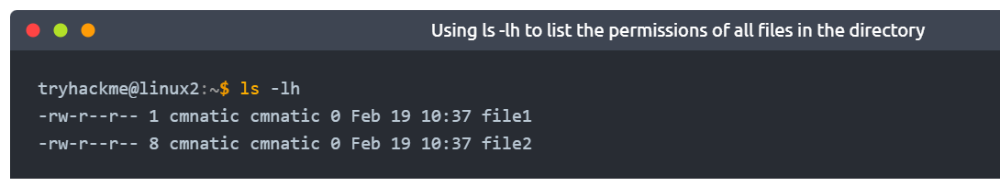 Using ls -lh to list the permissions of all files in the directory
tryhackme@linux2:~$ ls -lh
-rw-r--r-- 1 cmnatic cmnatic 0 Feb 19 10:37 file1
-rw-r--r-- 8 cmnatic cmnatic 0 Feb 19 10:37 file2